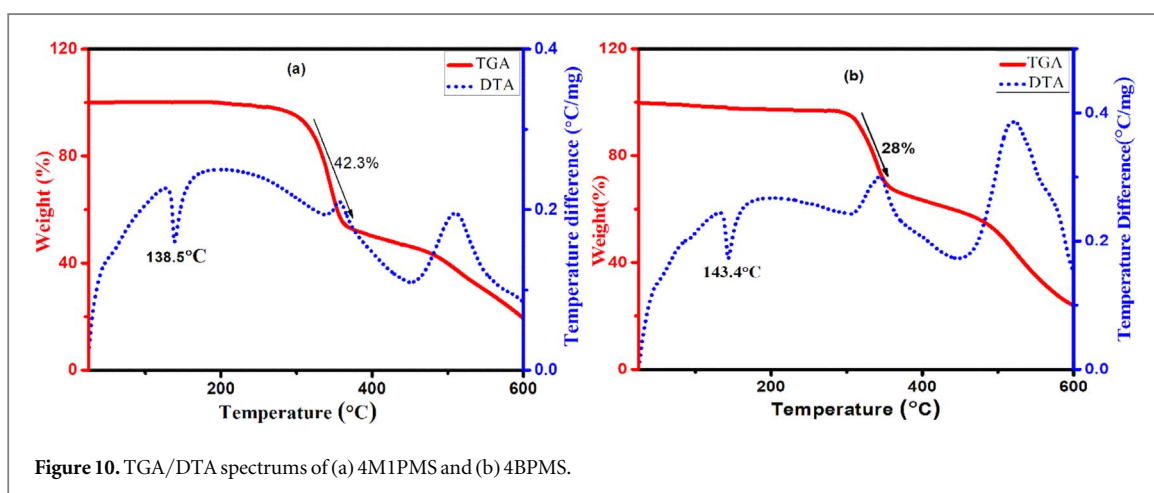 120
80
40
0
Weight (%)
(a)
TGA
DTA
42.3%
138.5°C
0.4
0.2
0.0
Temperature difference (°C/mg)
200
400
600
Temperature (°C)
120
80
40
0
Weight(%)
(b)
TGA
DTA
28%
143.4°C
0.4
0.2
0.0
Temperature Difference(°C/mg)
200
400
600
Temperature (°C)
Figure 10. TGA/DTA spectrums of (a) 4M1PMS and (b) 4BPMS.